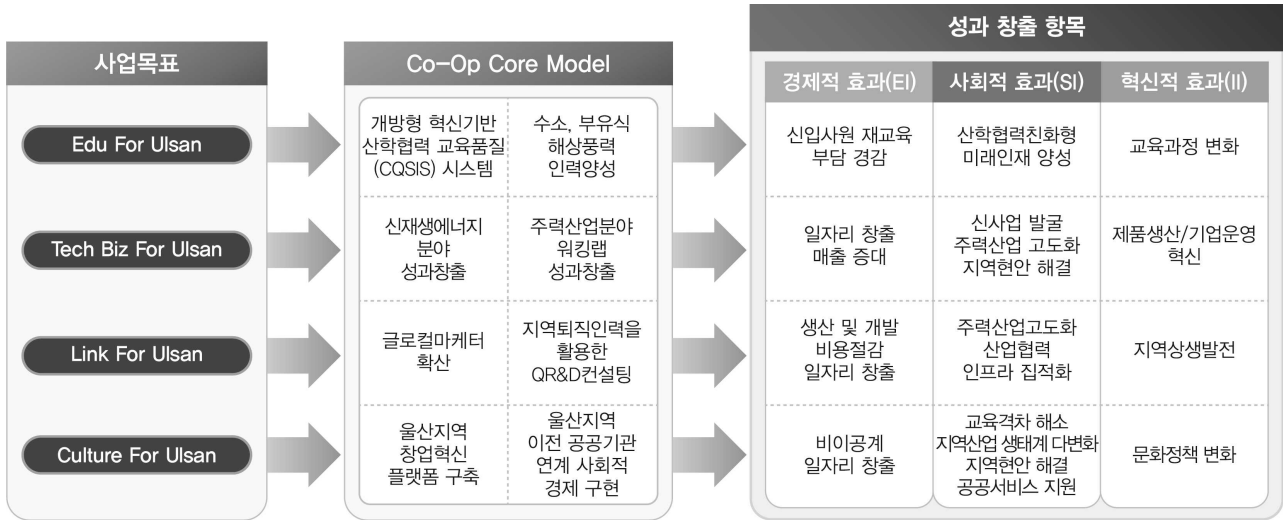 사업목표
Edu For Ulsan
Tech Biz For Ulsan
Link For Ulsan
Culture For Ulsan
Co-Op Core Model
개방형 혁신기반
산학협력 교육품질
(CQSIS) 시스템
수소, 부유식
해상풍력
인력양성
신재생에너지
분야
성과창출
주력산업분야
워킹랩
성과창출
글로컬마케터
확산
지역퇴직인력을
활용한
QR&D컨설팅
울산지역
창업혁신
플랫폼 구축
울산지역
이전 공공기관
연계 사회적
경제 구현
성과 창출 항목
경제적 효과(EI)
사회적 효과(SI)
혁신적 효과(II)
신입사원 재교육
부담 경감
산학협력친화형
미래인재 양성
교육과정 변화
일자리 창출
매출 증대
신사업 발굴
주력산업 고도화
지역현안 해결
제품생산/기업운영
혁신
생산 및 개발
비용절감
일자리 창출
주력산업고도화
산업협력
인프라 집적화
지역상생발전
비이공계
일자리 창출
교육격차 해소
지역산업 생태계 다변화
지역현안 해결
공공서비스 지원
문화정책 변화